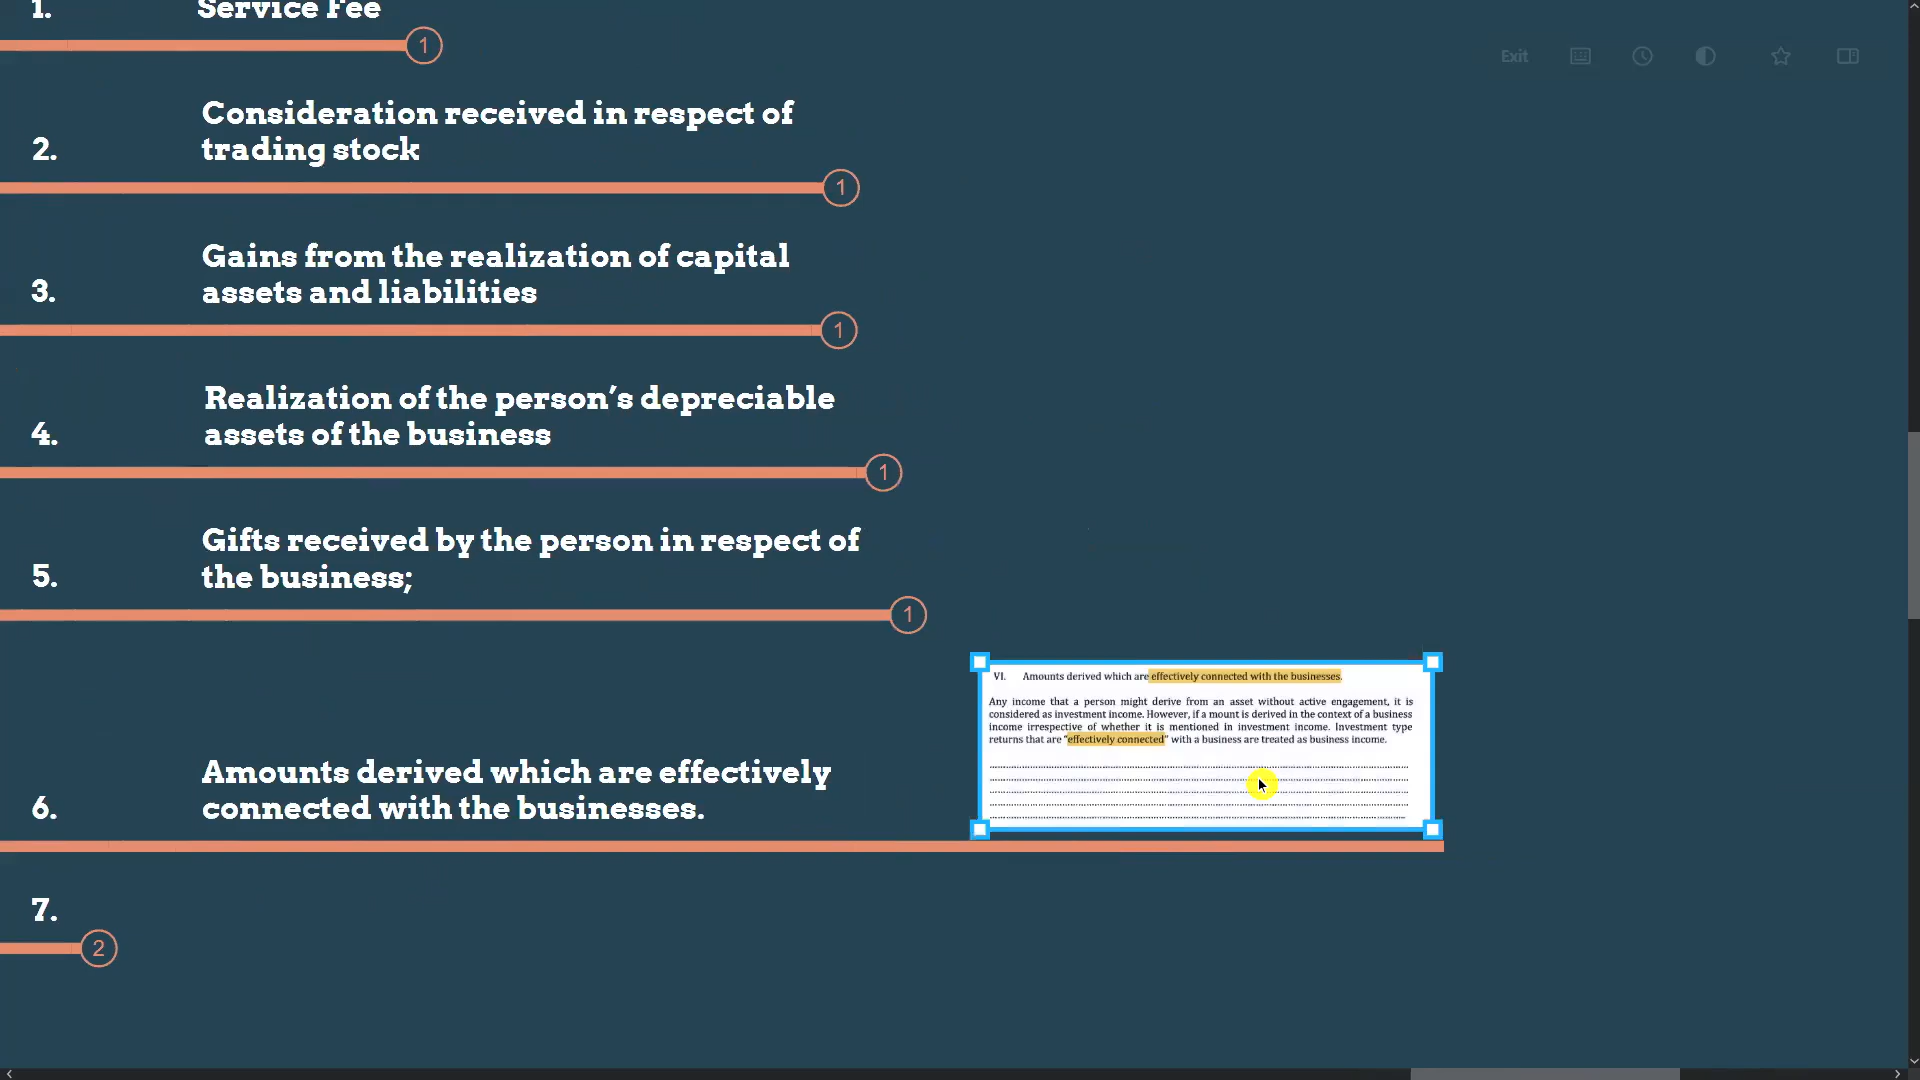 1. Service Fee
1
Exit
Consideration received in respect of
2. trading stock
1
Gains from the realization of capital
3. assets and liabilities
1
Realization of the person's depreciable
4. assets of the business
1
Gifts received by the person in respect of
5. the business;
1
VI. Amounts derived which are effectively connected with the businesses.
Any income that a person might derive from an asset without active engagement, it is
considered as investment income. However, if a mount is derived in the context of a business
income irrespective of whether it is mentioned in investment income. Investment type
returns that are "effectively connected" with a business are treated as business income.
Amounts derived which are effectively
6. connected with the businesses.
7.
2